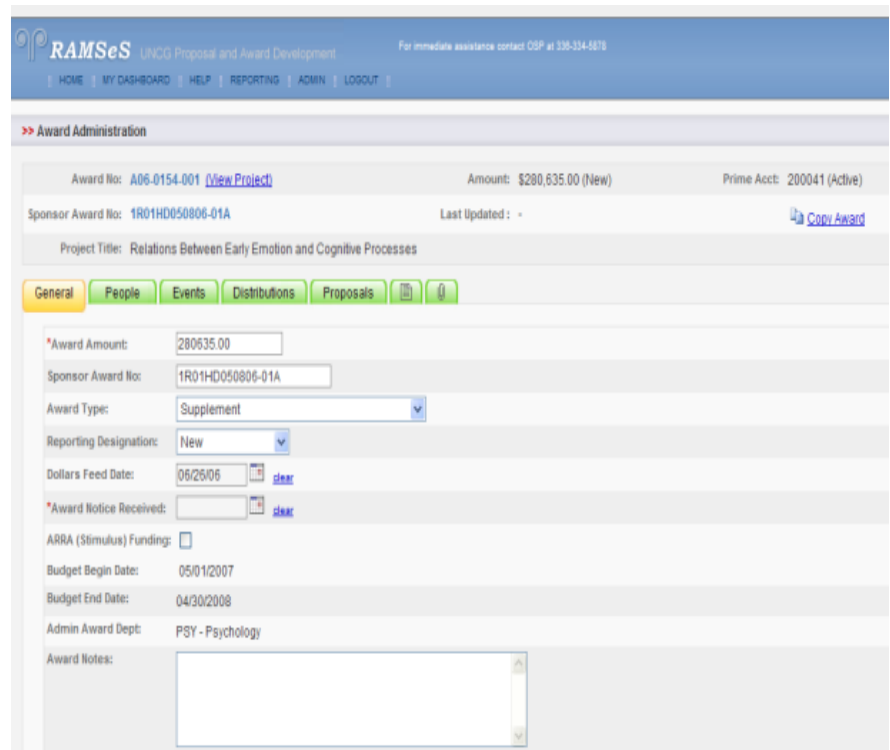 RAMSeS UNCG Proposal and Award Development For immediate assistance contact OSP at 336-334-5878
| HOME | MY DASHBOARD | HELP | REPORTING | ADMIN | LOGOUT |
>> Award Administration
Award No: A06-0154-001 (View Project) Amount: $280,635.00 (New) Prime Acct: 200041 (Active)
Sponsor Award No: 1R01HD050806-01A Last Updated : - Copy Award
Project Title: Relations Between Early Emotion and Cognitive Processes
General People Events Distributions Proposals
*Award Amount: 280635.00
Sponsor Award No: 1R01HD050806-01A
Award Type: Supplement
Reporting Designation: New
Dollars Feed Date: 06/26/06 clear
*Award Notice Received: clear
ARRA (Stimulus) Funding:
Budget Begin Date: 05/01/2007
Budget End Date: 04/30/2008
Admin Award Dept: PSY - Psychology
Award Notes: